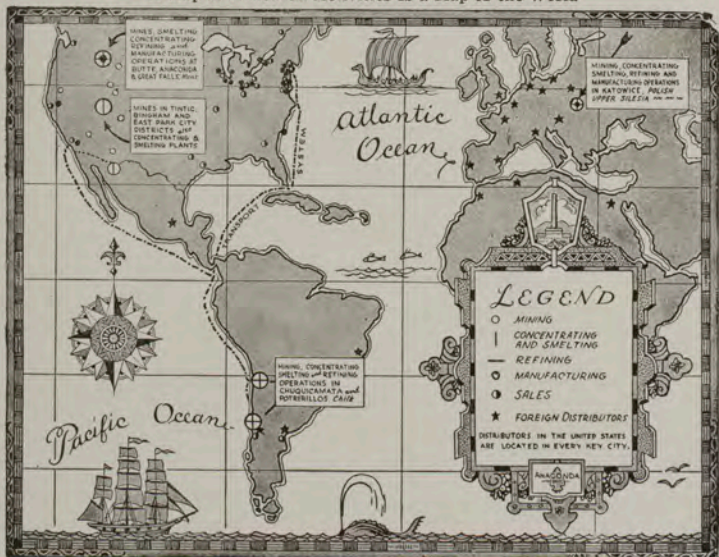 MINES, SMELTING
CONCENTRATING
REFINING and
MANUFACTURING
OPERATIONS AT
BUTTE, ANACONDA
& GREAT FALLS, MONT.
MINES IN TINTIC,
BINGHAM AND
EAST PARK CITY
DISTRICTS also
CONCENTRATING &
SMELTING PLANTS
MINING, CONCENTRATING
SMELTING, REFINING AND
MANUFACTURING OPERATIONS
IN KATOWICE, POLISH
UPPER SILESIA
Atlantic
Ocean
TRANSPORT
SYSTEM
MINING, CONCENTRATING
SMELTING and REFINING
OPERATIONS IN
CHUQUICAMATA and
POTRERILLOS CHILE
Pacific Ocean
LEGEND
MINING
CONCENTRATING
AND SMELTING
REFINING
MANUFACTURING
SALES
FOREIGN DISTRIBUTORS
DISTRIBUTORS IN THE UNITED STATES
ARE LOCATED IN EVERY KEY CITY.
ANACONDA